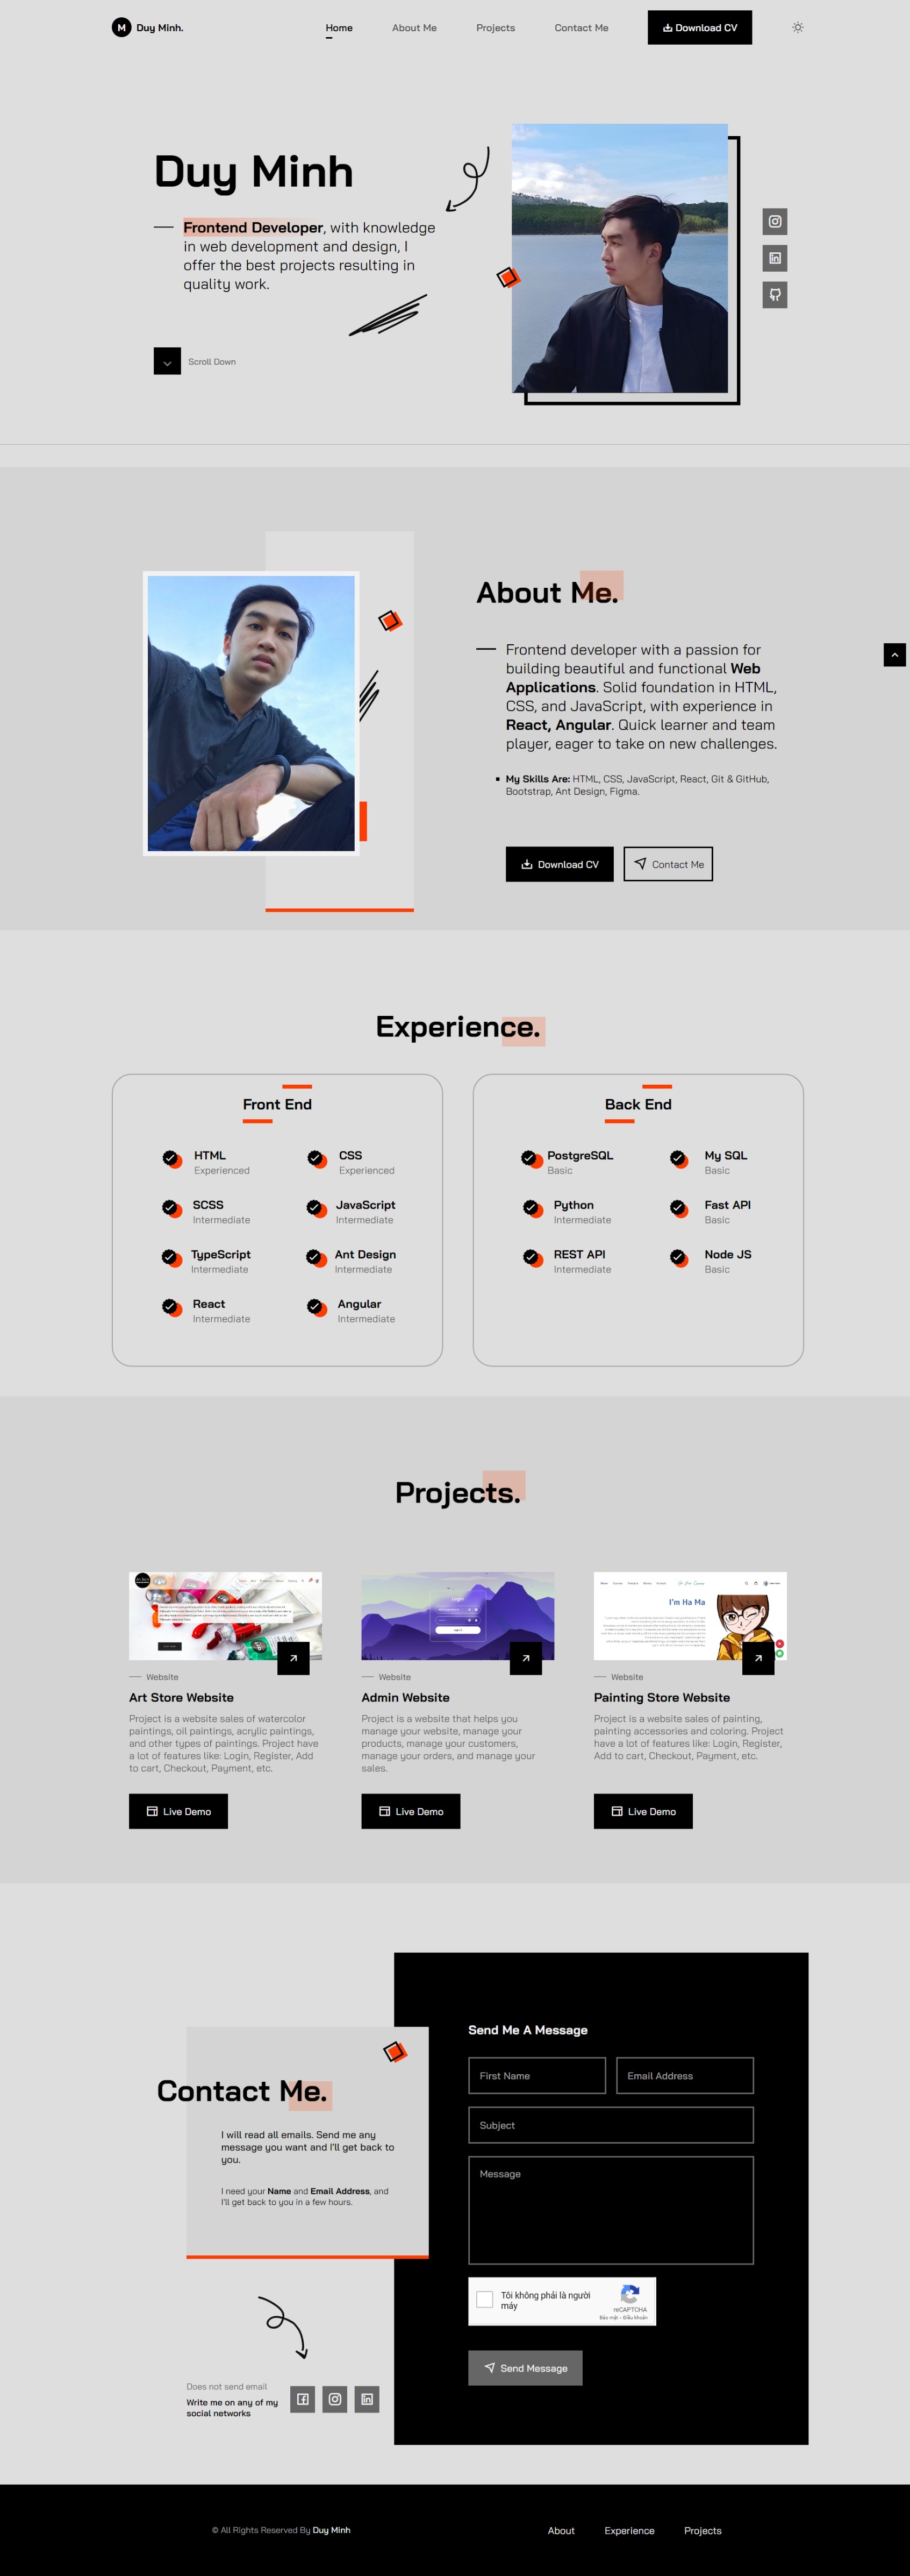 M Duy Minh.
Home
About Me
Projects
Contact Me
Download CV
Duy Minh
Frontend Developer, with knowledge
in web development and design, I
offer the best projects resulting in
quality work.
Scroll Down
About Me.
Frontend developer with a passion for
building beautiful and functional Web
Applications. Solid foundation in HTML,
CSS, and JavaScript, with experience in
React, Angular. Quick learner and team
player, eager to take on new challenges.
My Skills Are: HTML, CSS, JavaScript, React, Git & GitHub,
Bootstrap, Ant Design, Figma.
Download CV
Contact Me
Experience.
Front End
HTML
Experienced
CSS
Experienced
SCSS
Intermediate
JavaScript
Intermediate
TypeScript
Intermediate
Ant Design
Intermediate
React
Intermediate
Angular
Intermediate
Back End
PostgreSQL
Basic
My SQL
Basic
Python
Intermediate
Fast API
Basic
REST API
Intermediate
Node JS
Basic
Projects.
Login
I'm Ha Ma
Website
Art Store Website
Project is a website sales of watercolor
paintings, oil paintings, acrylic paintings,
and other types of paintings. Project have
a lot of features like: Login, Register, Add
to cart, Checkout, Payment, etc.
Live Demo
Website
Admin Website
Project is a website that helps you
manage your website, manage your
products, manage your customers,
manage your orders, and manage your
sales.
Live Demo
Website
Painting Store Website
Project is a website sales of painting,
painting accessories and coloring. Project
have a lot of features like: Login, Register,
Add to cart, Checkout, Payment, etc.
Live Demo
Contact Me.
I will read all emails. Send me any
message you want and I'll get back to
you.
I need your Name and Email Address, and
I'll get back to you in a few hours.
Does not send email
Write me on any of my
social networks
Send Me A Message
First Name
Email Address
Subject
Message
Tôi không phải là người
máy
reCAPTCHA
Bảo mật - Điều khoản
Send Message
© All Rights Reserved By Duy Minh
About
Experience
Projects